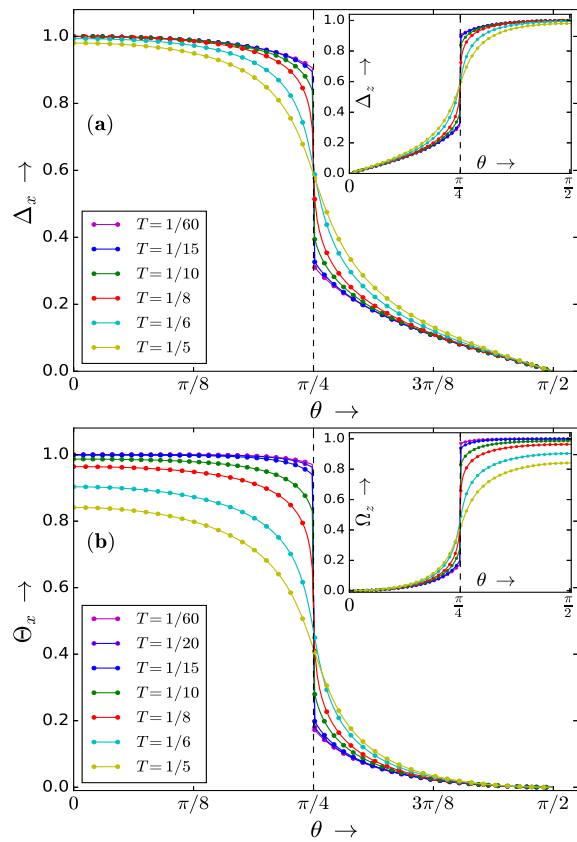 (a)
Δx →
1.0
0.8
0.6
0.4
0.2
0.0
0
π/8
π/4
3π/8
π/2
θ →
T = 1/60
T = 1/15
T = 1/10
T = 1/8
T = 1/6
T = 1/5
Δz →
1.0
0.8
0.6
0.4
0.2
0.0
0
π/4
π/2
θ →
(b)
Θx →
1.0
0.8
0.6
0.4
0.2
0.0
0
π/8
π/4
3π/8
π/2
θ →
T = 1/60
T = 1/20
T = 1/15
T = 1/10
T = 1/8
T = 1/6
T = 1/5
Ωz →
1.0
0.8
0.6
0.4
0.2
0.0
0
π/4
π/2
θ →